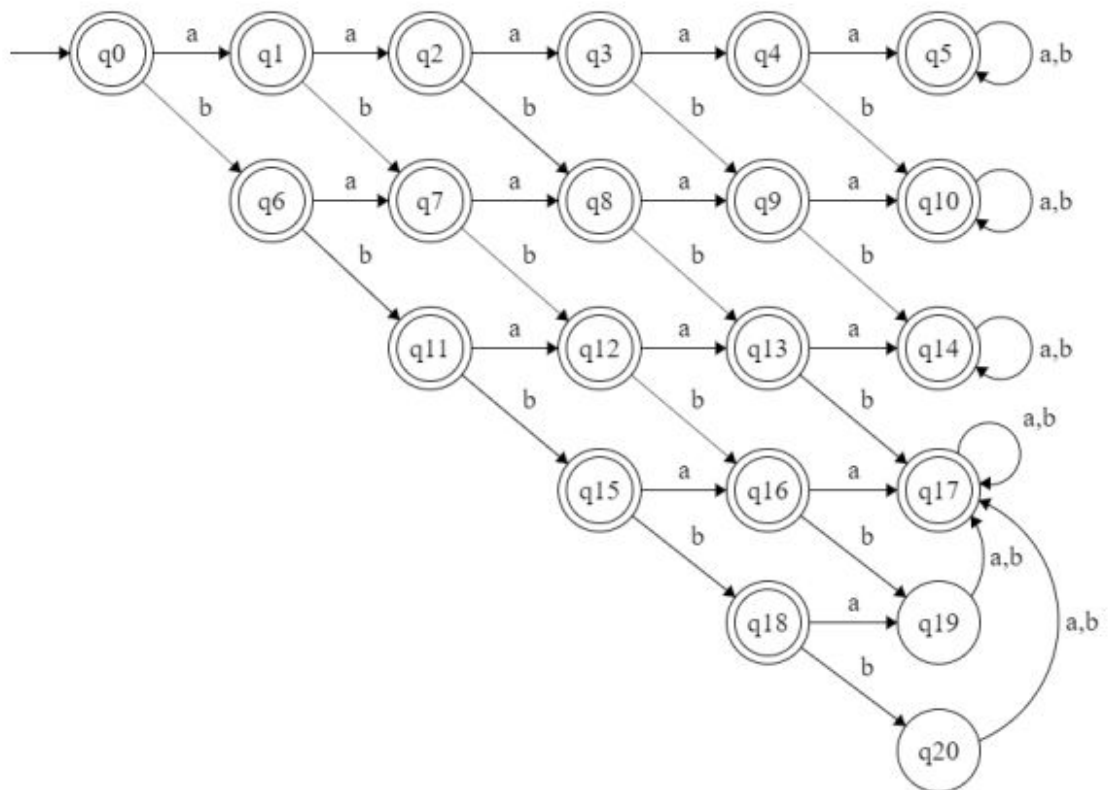 q0 a q1 a q2 a q3 a q4 a q5 a,b
b b b b b
q6 a q7 a q8 a q9 a q10 a,b
b b b b
q11 a q12 a q13 a q14 a,b
b b b
a,b
q15 a q16 a q17
b b a,b
q18 a q19 a,b
b
q20